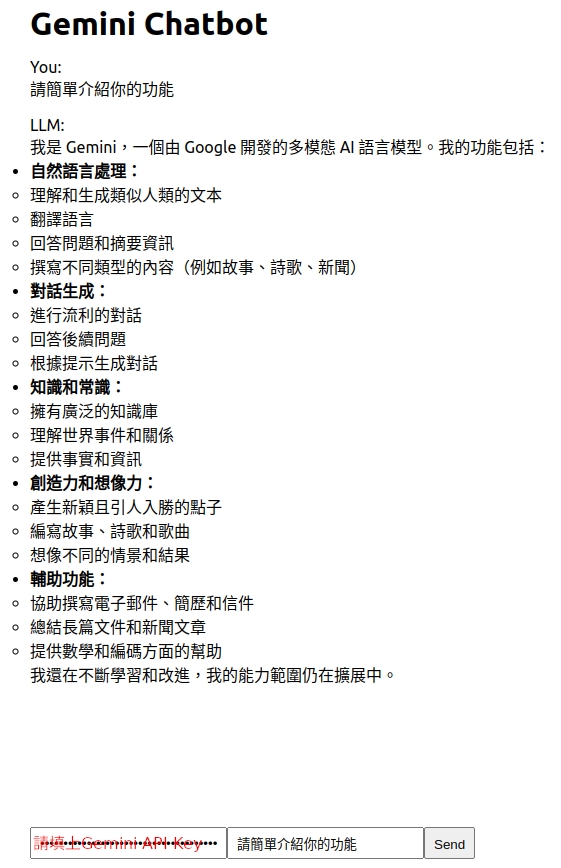 Gemini Chatbot
You:
請簡單介紹你的功能
LLM:
我是 Gemini，一個由 Google 開發的多模態 AI 語言模型。我的功能包括：
自然語言處理：
理解和生成類似人類的文本
翻譯語言
回答問題和摘要資訊
撰寫不同類型的內容（例如故事、詩歌、新聞）
對話生成：
進行流利的對話
回答後續問題
根據提示生成對話
知識和常識：
擁有廣泛的知識庫
理解世界事件和關係
提供事實和資訊
創造力和想像力：
產生新穎且引人入勝的點子
編寫故事、詩歌和歌曲
想像不同的情景和結果
輔助功能：
協助撰寫電子郵件、簡歷和信件
總結長篇文件和新聞文章
提供數學和編碼方面的幫助
我還在不斷學習和改進，我的能力範圍仍在擴展中。
請填上Gemini API Key 請簡單介紹你的功能 Send